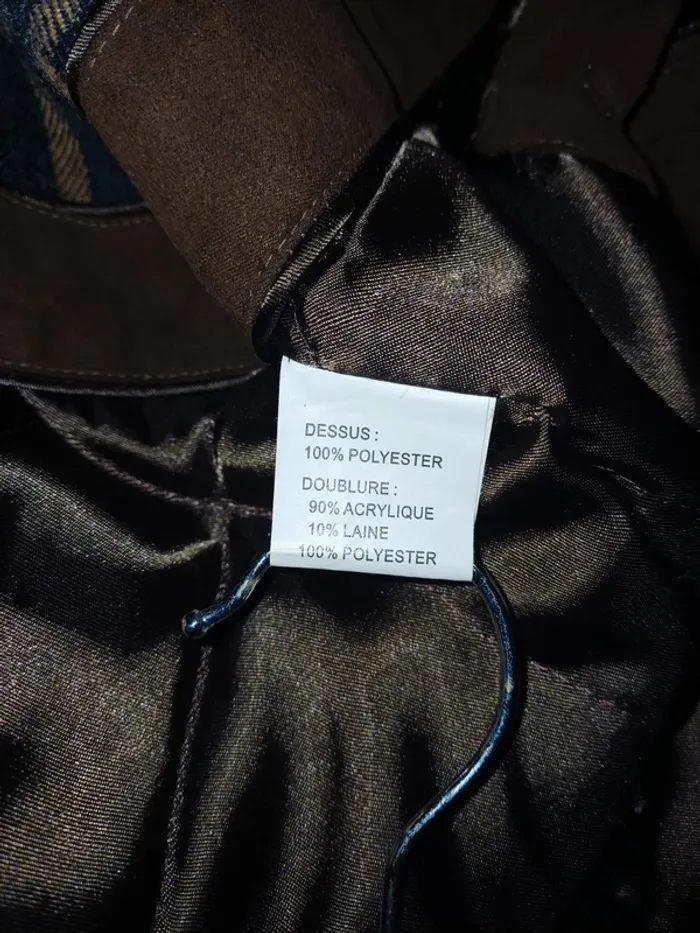 DESSUS :
100% POLYESTER
DOUBLURE :
90% ACRYLIQUE
10% LAINE
100% POLYESTER